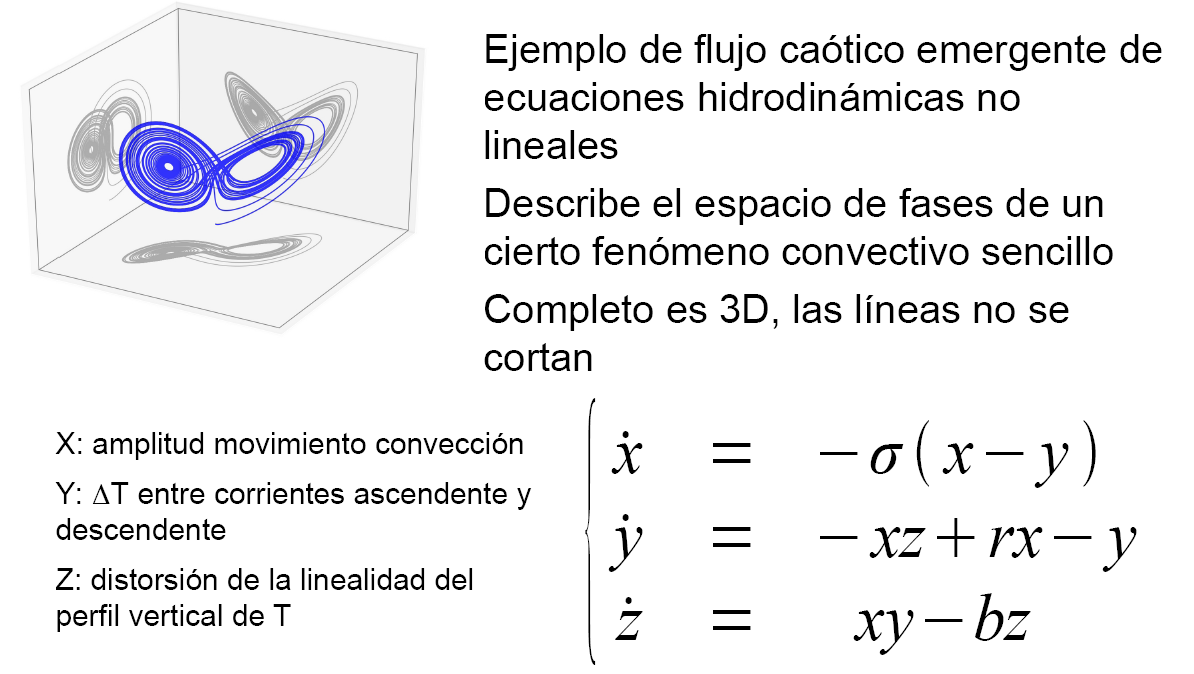 Ejemplo de flujo caótico emergente de
ecuaciones hidrodinámicas no
lineales
Describe el espacio de fases de un
cierto fenómeno convectivo sencillo
Completo es 3D, las líneas no se
cortan
X: amplitud movimiento convección
Y: ΔT entre corrientes ascendente y
descendente
Z: distorsión de la linealidad del
perfil vertical de T
ẋ = −σ(x−y)
ẏ = −xz+rx−y
ż = xy−bz